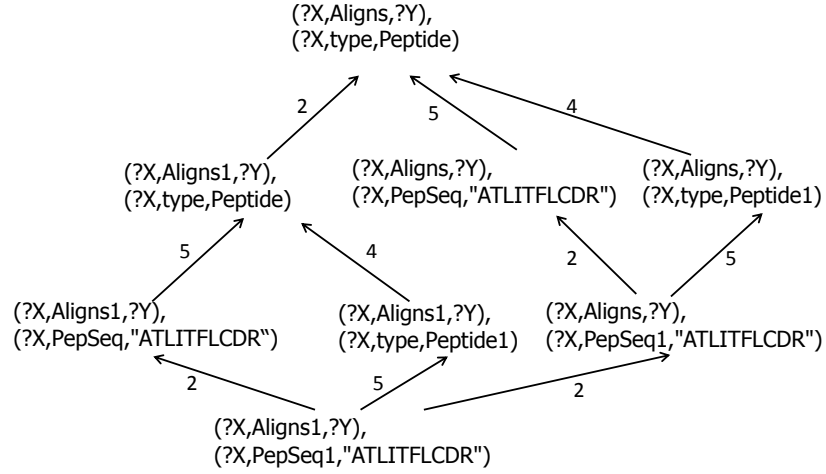 (?X,Aligns,?Y),
(?X,type,Peptide)
2
5
4
(?X,Aligns1,?Y),
(?X,type,Peptide)
(?X,Aligns,?Y),
(?X,PepSeq,"ATLITFLCDR")
(?X,Aligns,?Y),
(?X,type,Peptide1)
5
4
2
5
(?X,Aligns1,?Y),
(?X,PepSeq,"ATLITFLCDR“)
(?X,Aligns1,?Y),
(?X,type,Peptide1)
(?X,Aligns,?Y),
(?X,PepSeq1,"ATLITFLCDR")
2
5
2
(?X,Aligns1,?Y),
(?X,PepSeq1,"ATLITFLCDR")